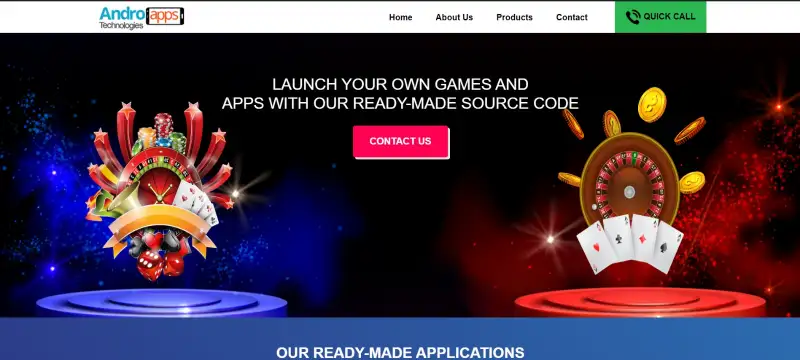 Andro apps
Technologies
Home
About Us
Products
Contact
QUICK CALL
LAUNCH YOUR OWN GAMES AND
APPS WITH OUR READY-MADE SOURCE CODE
CONTACT US
OUR READY-MADE APPLICATIONS